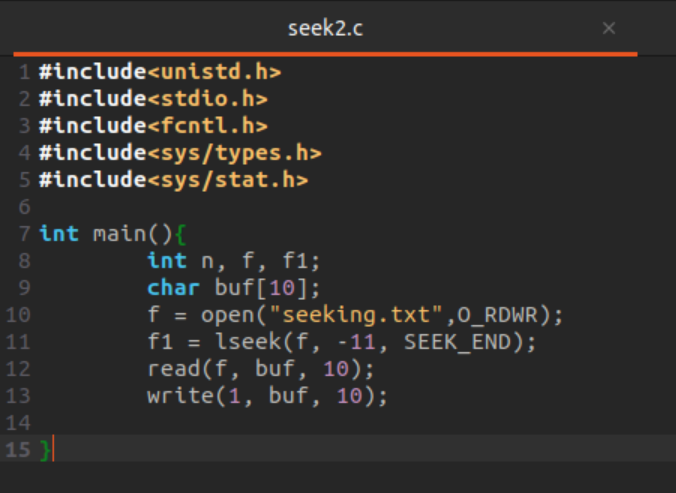 seek2.c ×
1 #include<unistd.h>
2 #include<stdio.h>
3 #include<fcntl.h>
4 #include<sys/types.h>
5 #include<sys/stat.h>
6
7 int main(){
8 int n, f, f1;
9 char buf[10];
10 f = open("seeking.txt",O_RDWR);
11 f1 = lseek(f, -11, SEEK_END);
12 read(f, buf, 10);
13 write(1, buf, 10);
14
15 }